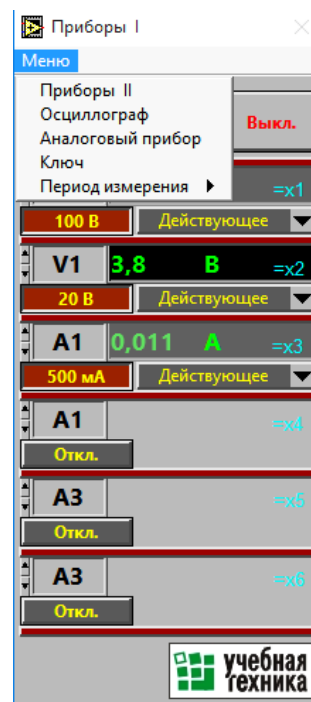 Приборы I
Меню
Приборы II
Осциллограф
Аналоговый прибор
Ключ
Период измерения
Выкл.
=x1
100 В Действующее
V1 3,8 В =x2
20 В Действующее
A1 0,011 А =x3
500 мА Действующее
A1 =x4
Откл.
A3 =x5
Откл.
A3 =x6
Откл.
учебная
техника